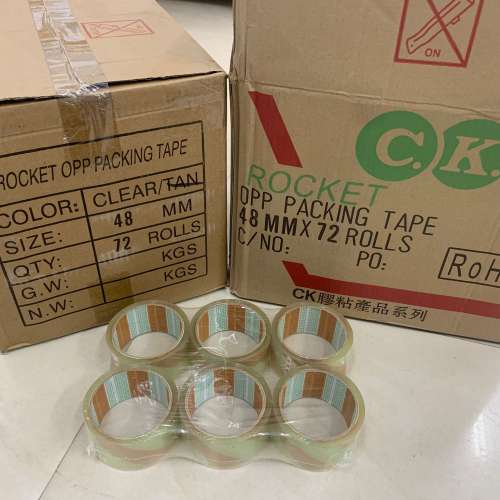 ROCKET OPP PACKING TAPE
COLOR: CLEAR/TAN
SIZE: 48 MM
QTY: 72 ROLLS
G.W: KGS
N.W: KGS
ON
C.K.
ROCKET
OPP PACKING TAPE
48 MM X 72 ROLLS
C/NO: PO:
RoH
CK膠粘產品系列